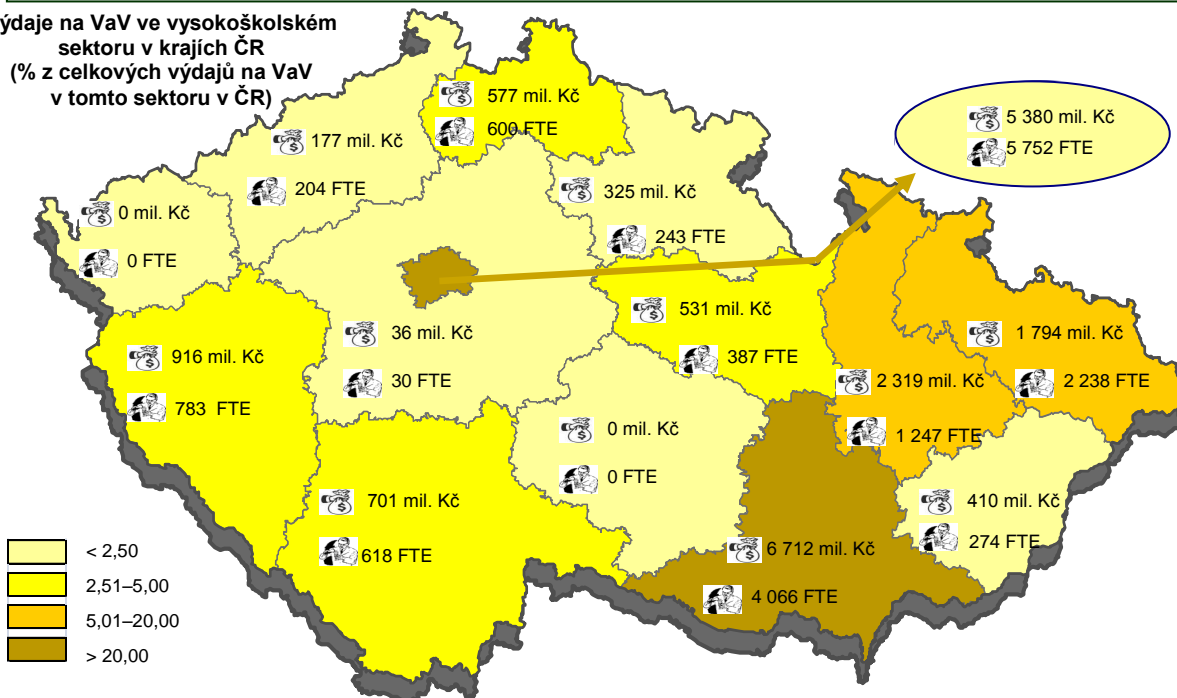 ýdaje na VaV ve vysokoškolském
sektoru v krajích ČR
(% z celkových výdajů na VaV
v tomto sektoru v ČR)
577 mil. Kč
600 FTE
177 mil. Kč
204 FTE
5 380 mil. Kč
5 752 FTE
0 mil. Kč
0 FTE
325 mil. Kč
243 FTE
36 mil. Kč
30 FTE
531 mil. Kč
387 FTE
1 794 mil. Kč
2 238 FTE
916 mil. Kč
783 FTE
2 319 mil. Kč
1 247 FTE
0 mil. Kč
0 FTE
701 mil. Kč
618 FTE
410 mil. Kč
274 FTE
6 712 mil. Kč
4 066 FTE
< 2,50
2,51–5,00
5,01–20,00
> 20,00